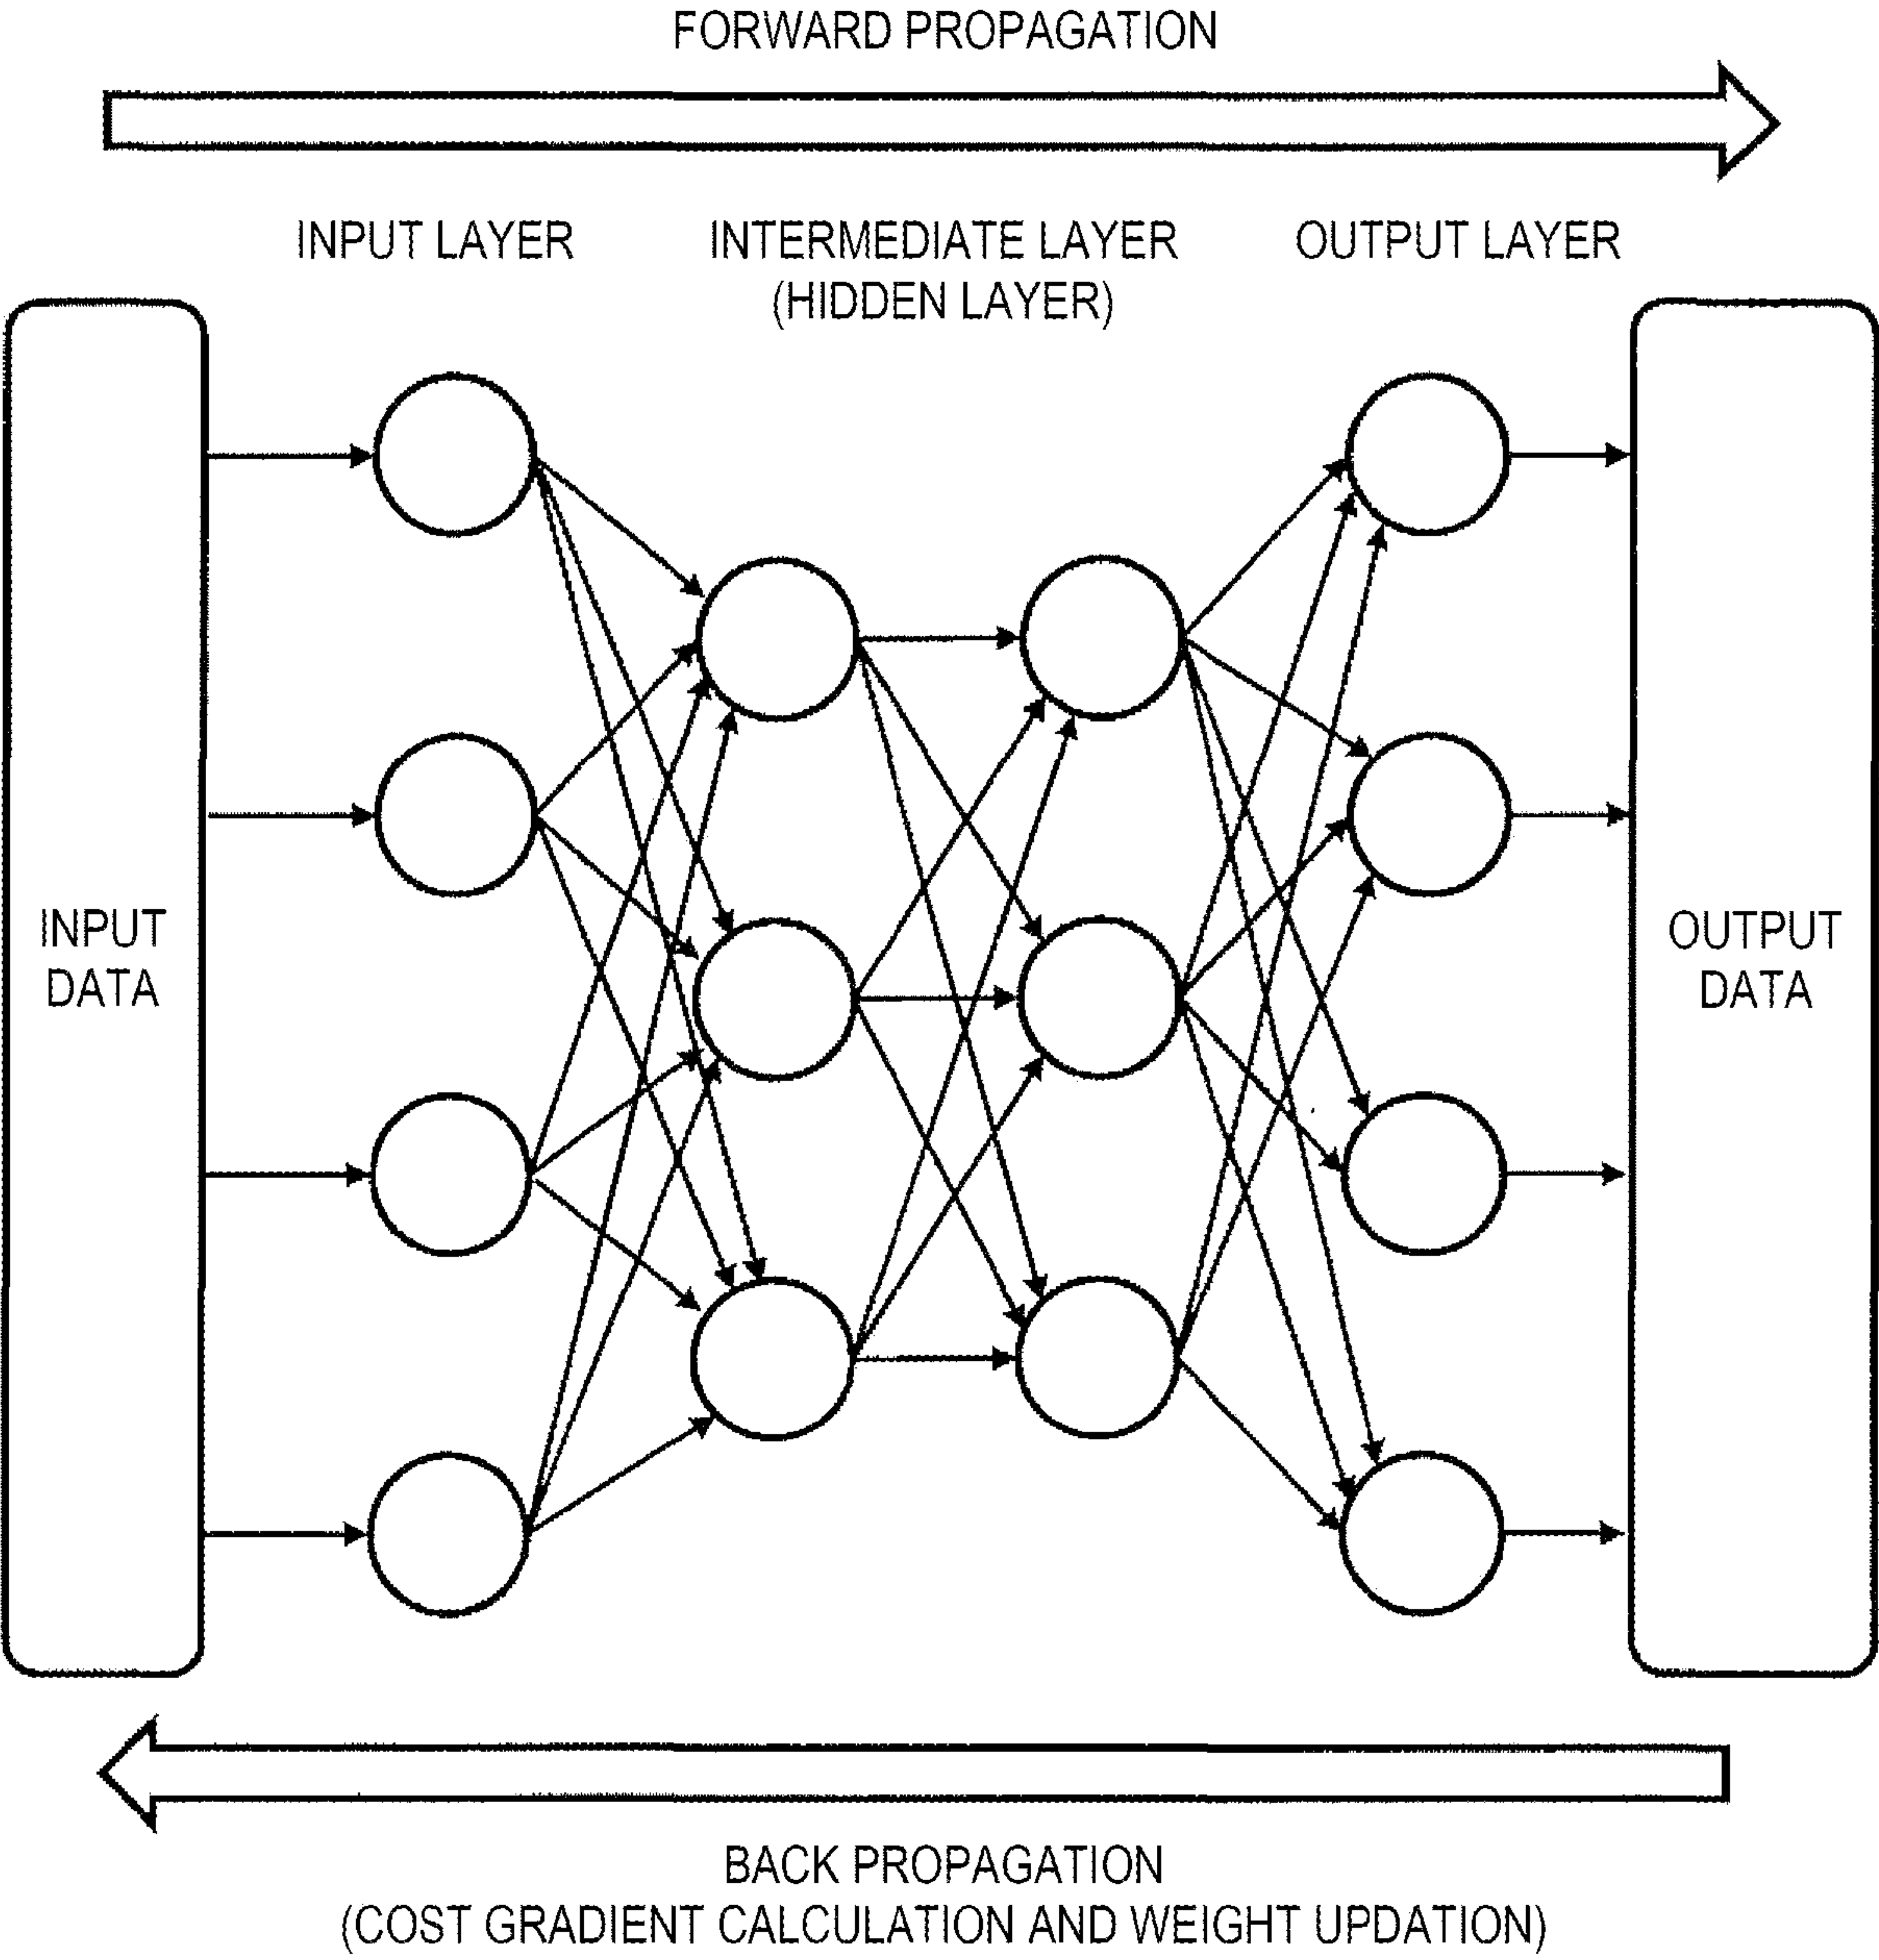 FORWARD PROPAGATION
INPUT LAYER
INTERMEDIATE LAYER
(HIDDEN LAYER)
OUTPUT LAYER
INPUT
DATA
OUTPUT
DATA
BACK PROPAGATION
(COST GRADIENT CALCULATION AND WEIGHT UPDATION)